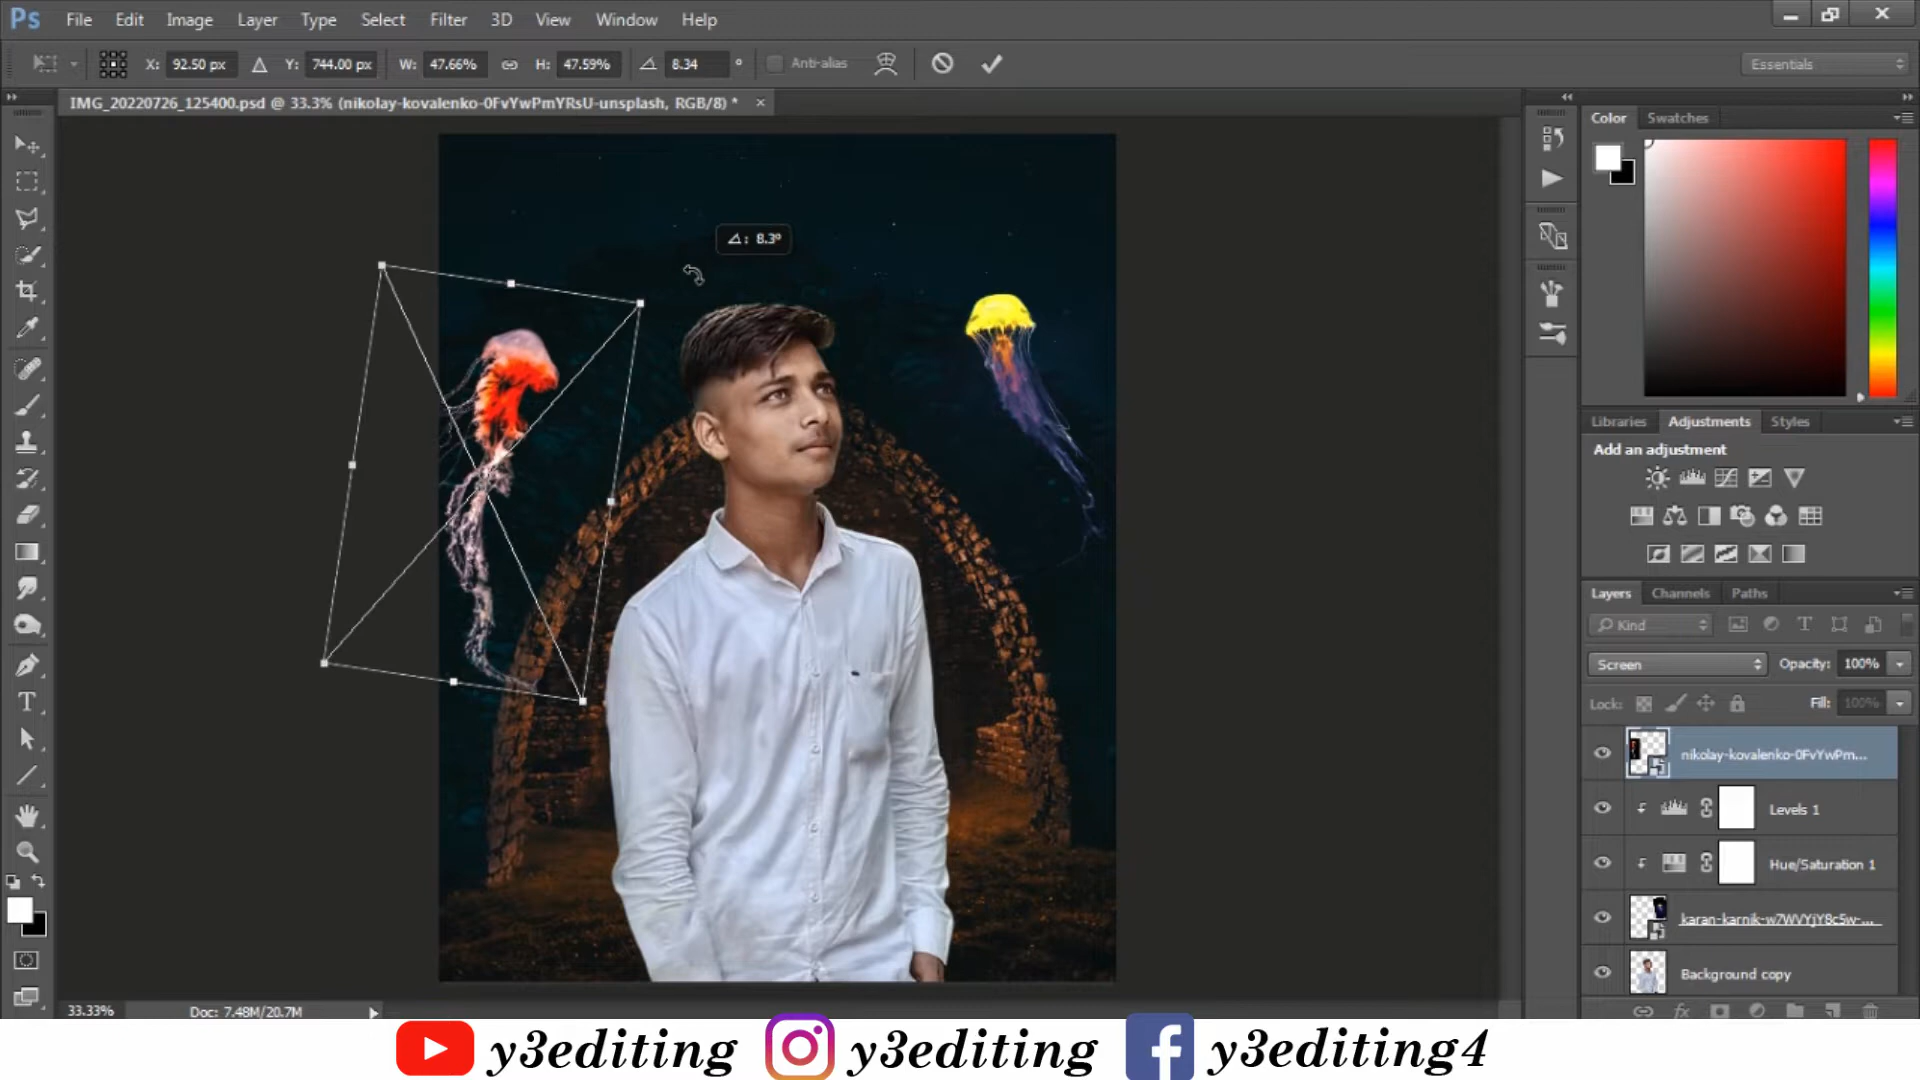 Ps File Edit Image Layer Type Select Filter 3D View Window Help
X: 92.50 px Y: 744.00 px W: 47.66% H: 47.59% 8.34 ° Anti-alias Essentials
IMG_20220726_125400.psd @ 33.3% (nikolay-kovalenko-0FvYwPmYRsU-unsplash, RGB/8) * ×
Color Swatches
: 8.3°
Libraries Adjustments Styles
Add an adjustment
Layers Channels Paths
Kind
Screen Opacity: 100%
Lock: Fill: 100%
nikolay-kovalenko-0FvYwPm...
Levels 1
Hue/Saturation 1
karan-karnik-w7WVYjY8c5w-...
Background copy
33.33% Doc: 7.48M/20.7M
y3editing y3editing y3editing4